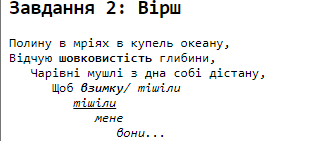 Завдання 2: Вірш
Полину в мріях в купель океану,
Відчую шовковистість глибини,
Чарівні мушлі з дна собі дістану,
Щоб взимку/ тішили
тішили
мене
вони...